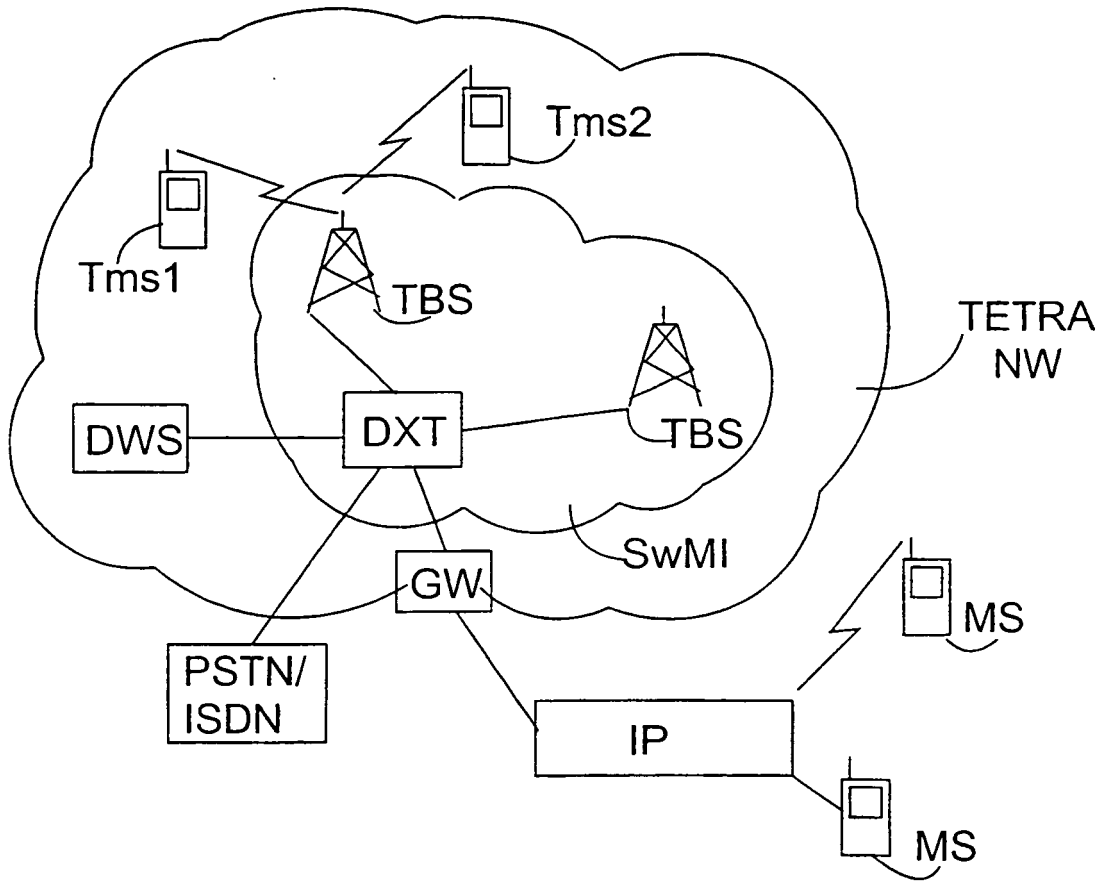 Tms2
Tms1
TBS
TETRA
NW
DWS
DXT
TBS
SwMI
GW
MS
PSTN/
ISDN
IP
MS